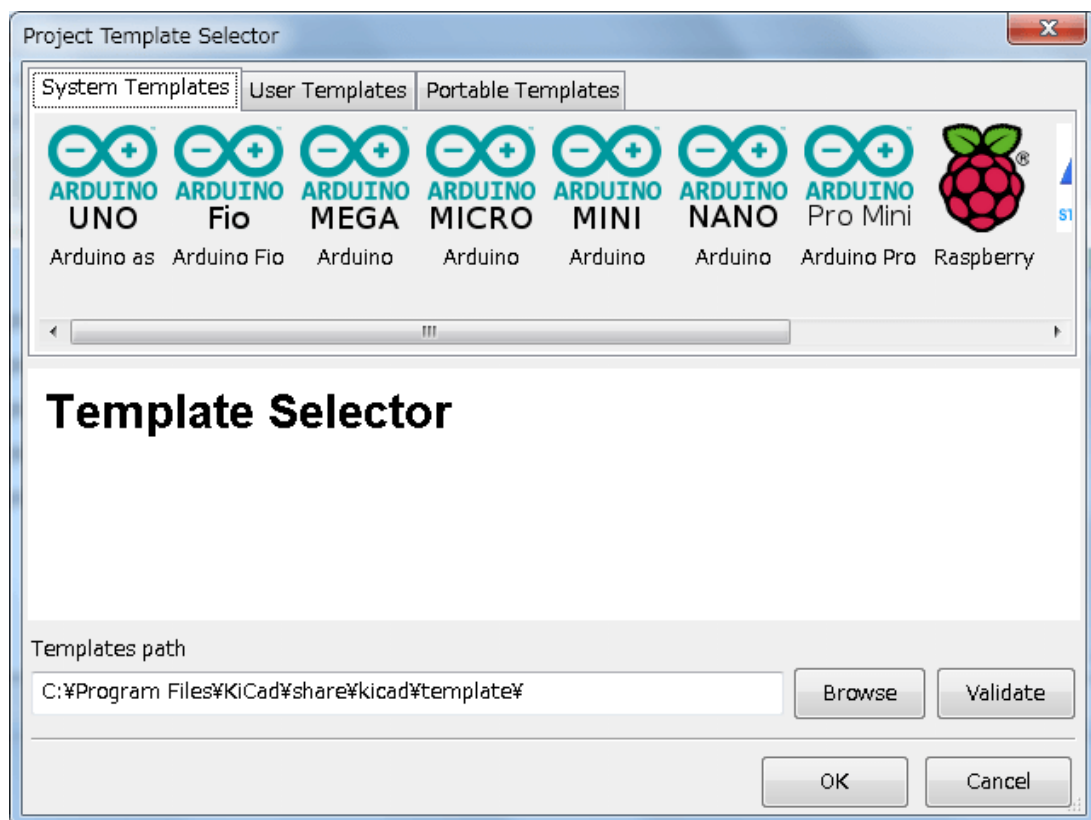 Project Template Selector
System Templates User Templates Portable Templates
ARDUINO ARDUINO ARDUINO ARDUINO ARDUINO ARDUINO ARDUINO ®
UNO Fio MEGA MICRO MINI NANO Pro Mini
Arduino as Arduino Fio Arduino Arduino Arduino Arduino Arduino Pro Raspberry
Template Selector
Templates path
C:¥Program Files¥KiCad¥share¥kicad¥template¥ Browse Validate
OK Cancel